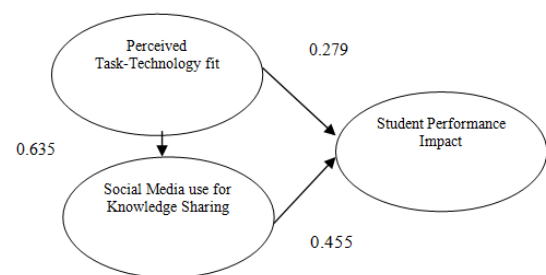 Perceived
Task-Technology fit
0.279
Student Performance
Impact
0.635
Social Media use for
Knowledge Sharing
0.455